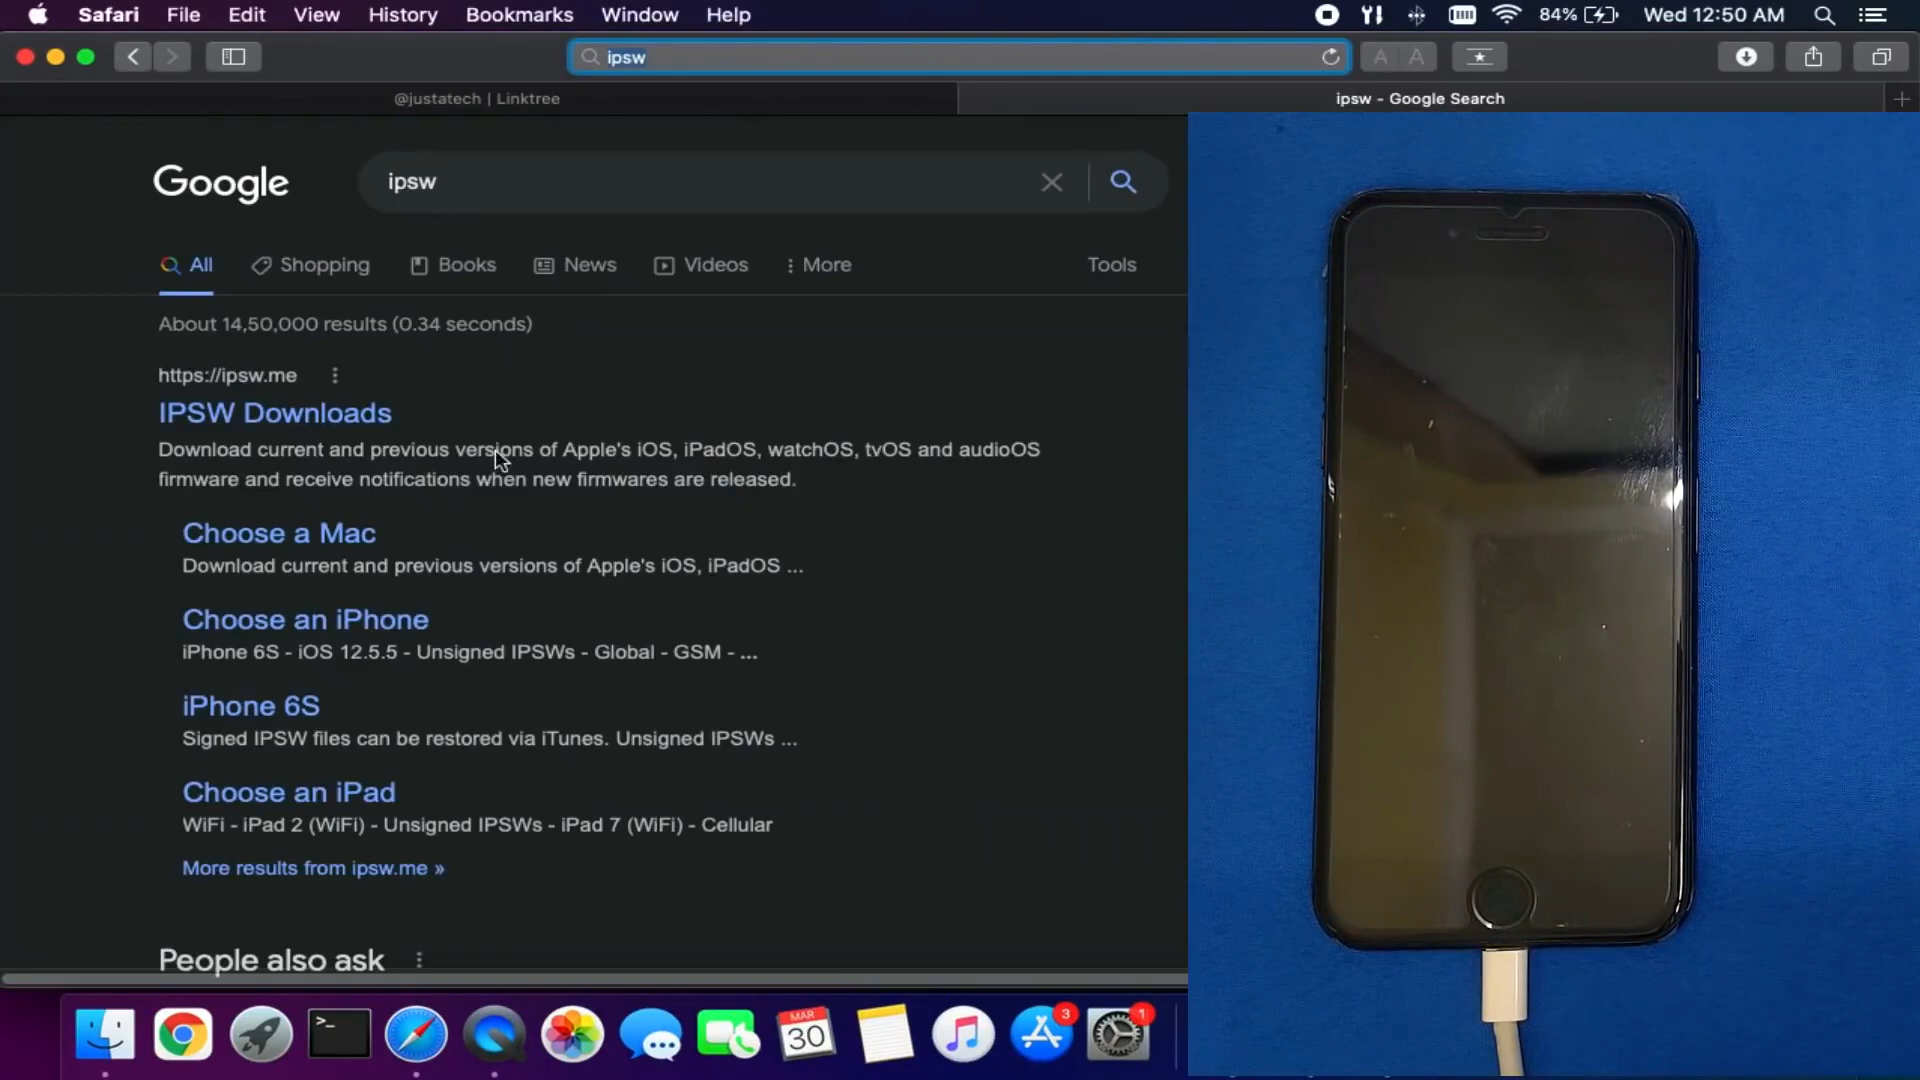 Safari File Edit View History Bookmarks Window Help 84% Wed 12:50 AM
ipsw A A
@justatech | Linktree ipsw - Google Search
Google ipsw
All Shopping Books News Videos More Tools
About 14,50,000 results (0.34 seconds)
https://ipsw.me
IPSW Downloads
Download current and previous versions of Apple's iOS, iPadOS, watchOS, tvOS and audioOS
firmware and receive notifications when new firmwares are released.
Choose a Mac
Download current and previous versions of Apple's iOS, iPadOS ...
Choose an iPhone
iPhone 6S - iOS 12.5.5 - Unsigned IPSWs - Global - GSM - ...
iPhone 6S
Signed IPSW files can be restored via iTunes. Unsigned IPSWs ...
Choose an iPad
WiFi - iPad 2 (WiFi) - Unsigned IPSWs - iPad 7 (WiFi) - Cellular
More results from ipsw.me »
People also ask
>_ MAR 30 3 1